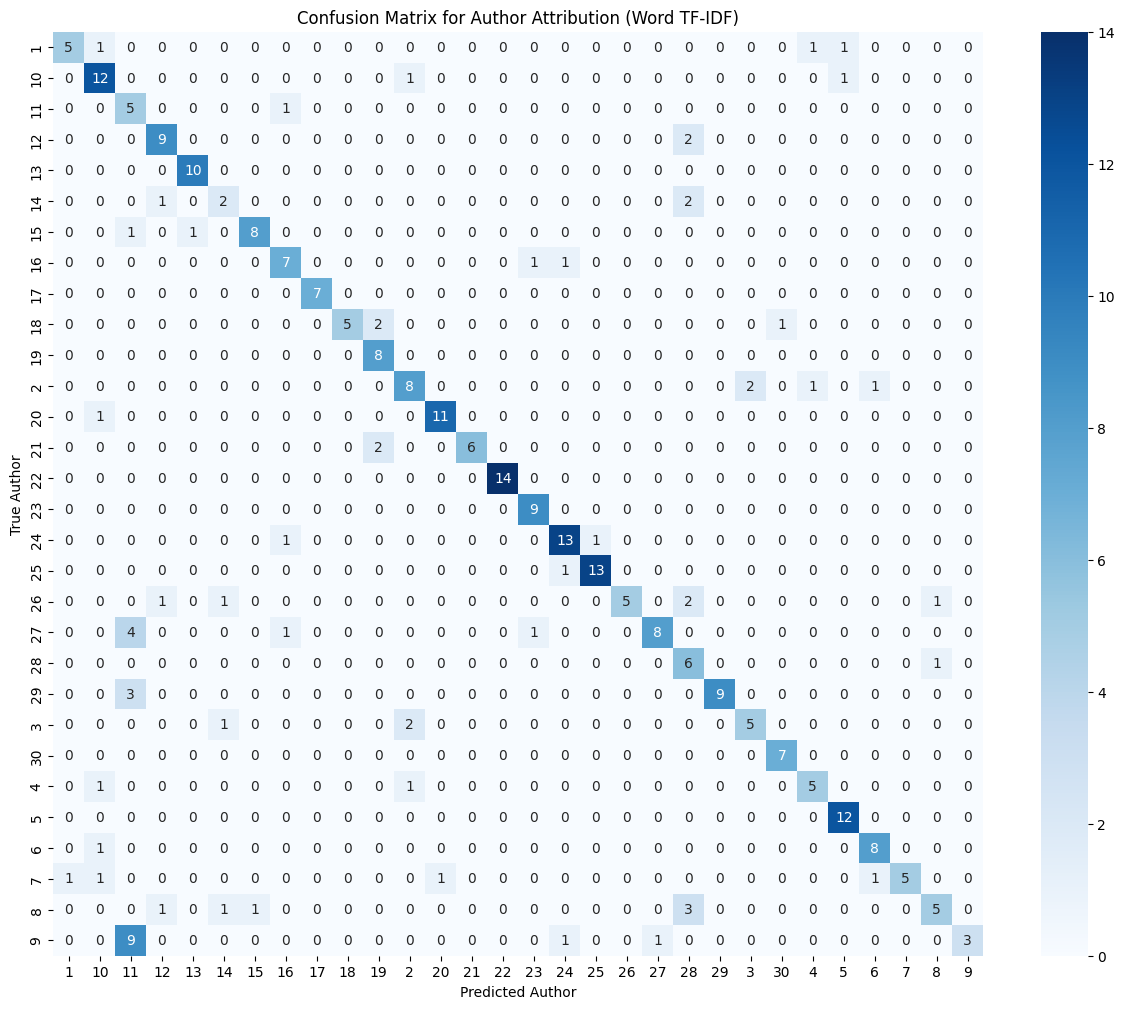 Confusion Matrix for Author Attribution (Word TF-IDF)
1 5 1 0 0 0 0 0 0 0 0 0 0 0 0 0 0 0 0 0 0 0 0 0 0 1 1 0 0 0 0
10 0 12 0 0 0 0 0 0 0 0 0 1 0 0 0 0 0 0 0 0 0 0 0 0 0 1 0 0 0 0
11 0 0 5 0 0 0 0 1 0 0 0 0 0 0 0 0 0 0 0 0 0 0 0 0 0 0 0 0 0 0
12 0 0 0 9 0 0 0 0 0 0 0 0 0 0 0 0 0 0 0 0 2 0 0 0 0 0 0 0 0 0
13 0 0 0 0 10 0 0 0 0 0 0 0 0 0 0 0 0 0 0 0 0 0 0 0 0 0 0 0 0 0
14 0 0 0 1 0 2 0 0 0 0 0 0 0 0 0 0 0 0 0 0 2 0 0 0 0 0 0 0 0 0
15 0 0 1 0 1 0 8 0 0 0 0 0 0 0 0 0 0 0 0 0 0 0 0 0 0 0 0 0 0 0
16 0 0 0 0 0 0 0 7 0 0 0 0 0 0 0 1 1 0 0 0 0 0 0 0 0 0 0 0 0 0
17 0 0 0 0 0 0 0 0 7 0 0 0 0 0 0 0 0 0 0 0 0 0 0 0 0 0 0 0 0 0
18 0 0 0 0 0 0 0 0 0 5 2 0 0 0 0 0 0 0 0 0 0 0 0 1 0 0 0 0 0 0
19 0 0 0 0 0 0 0 0 0 0 8 0 0 0 0 0 0 0 0 0 0 0 0 0 0 0 0 0 0 0
2 0 0 0 0 0 0 0 0 0 0 0 8 0 0 0 0 0 0 0 0 0 0 2 0 1 0 1 0 0 0
20 0 1 0 0 0 0 0 0 0 0 0 0 11 0 0 0 0 0 0 0 0 0 0 0 0 0 0 0 0 0
21 0 0 0 0 0 0 0 0 0 0 2 0 0 6 0 0 0 0 0 0 0 0 0 0 0 0 0 0 0 0
22 0 0 0 0 0 0 0 0 0 0 0 0 0 0 14 0 0 0 0 0 0 0 0 0 0 0 0 0 0 0
23 0 0 0 0 0 0 0 0 0 0 0 0 0 0 0 9 0 0 0 0 0 0 0 0 0 0 0 0 0 0
24 0 0 0 0 0 0 0 1 0 0 0 0 0 0 0 0 13 1 0 0 0 0 0 0 0 0 0 0 0 0
25 0 0 0 0 0 0 0 0 0 0 0 0 0 0 0 0 1 13 0 0 0 0 0 0 0 0 0 0 0 0
26 0 0 0 1 0 1 0 0 0 0 0 0 0 0 0 0 0 0 5 0 2 0 0 0 0 0 0 0 1 0
27 0 0 4 0 0 0 0 1 0 0 0 0 0 0 0 1 0 0 0 8 0 0 0 0 0 0 0 0 0 0
28 0 0 0 0 0 0 0 0 0 0 0 0 0 0 0 0 0 0 0 0 6 0 0 0 0 0 0 0 1 0
29 0 0 3 0 0 0 0 0 0 0 0 0 0 0 0 0 0 0 0 0 0 9 0 0 0 0 0 0 0 0
3 0 0 0 0 0 1 0 0 0 0 0 2 0 0 0 0 0 0 0 0 0 0 5 0 0 0 0 0 0 0
30 0 0 0 0 0 0 0 0 0 0 0 0 0 0 0 0 0 0 0 0 0 0 0 7 0 0 0 0 0 0
4 0 1 0 0 0 0 0 0 0 0 0 1 0 0 0 0 0 0 0 0 0 0 0 0 5 0 0 0 0 0
5 0 0 0 0 0 0 0 0 0 0 0 0 0 0 0 0 0 0 0 0 0 0 0 0 0 12 0 0 0 0
6 0 1 0 0 0 0 0 0 0 0 0 0 0 0 0 0 0 0 0 0 0 0 0 0 0 0 8 0 0 0
7 1 1 0 0 0 0 0 0 0 0 0 0 1 0 0 0 0 0 0 0 0 0 0 0 0 0 1 5 0 0
8 0 0 0 1 0 1 1 0 0 0 0 0 0 0 0 0 0 0 0 0 3 0 0 0 0 0 0 0 5 0
9 0 0 9 0 0 0 0 0 0 0 0 0 0 0 0 0 1 0 0 1 0 0 0 0 0 0 0 0 0 3
1 10 11 12 13 14 15 16 17 18 19 2 20 21 22 23 24 25 26 27 28 29 3 30 4 5 6 7 8 9
Predicted Author
True Author
14
12
10
8
6
4
2
0